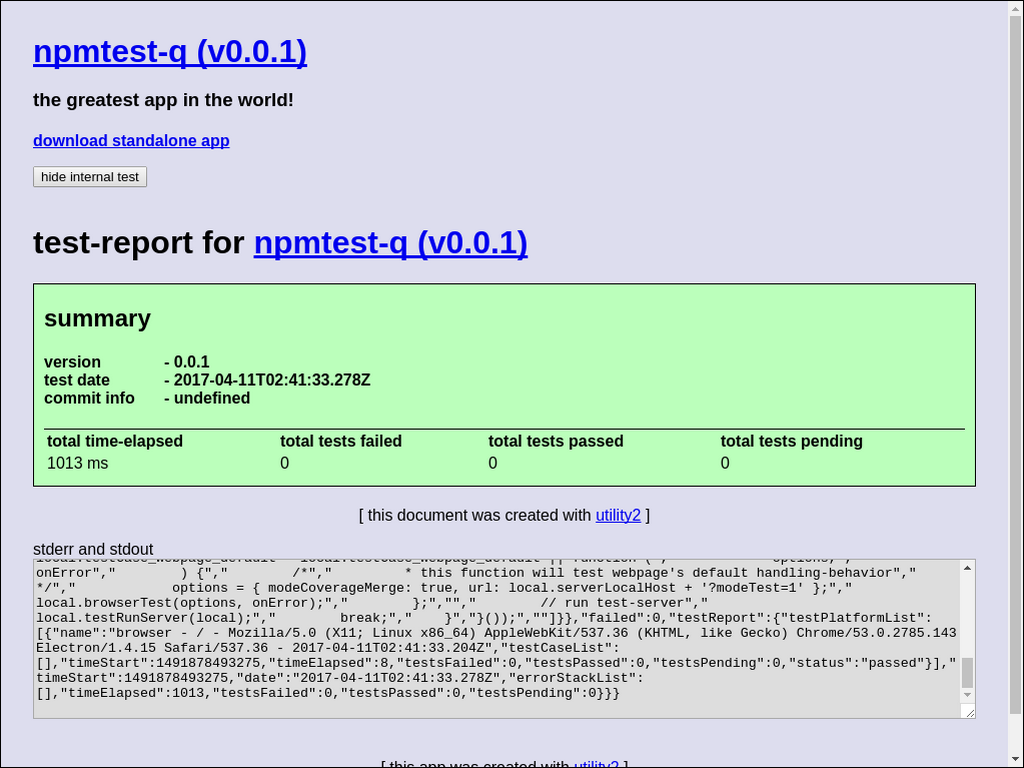 npmtest-q (v0.0.1)
the greatest app in the world!
download standalone app
hide internal test
test-report for npmtest-q (v0.0.1)
summary
version - 0.0.1
test date - 2017-04-11T02:41:33.278Z
commit info - undefined
total time-elapsed total tests failed total tests passed total tests pending
1013 ms 0 0 0
[ this document was created with utility2 ]
stderr and stdout
onError","        ) {","        /*","         * this function will test webpage's default handling-behavior","
*/","            options = { modeCoverageMerge: true, url: local.serverLocalHost + '?modeTest=1' };","
local.browserTest(options, onError);","        };","","        // run test-server","
local.testRunServer(local);","        break;","    }","}());",""]}},"failed":0,"testReport":{"testPlatformList":
[{"name":"browser - / - Mozilla/5.0 (X11; Linux x86_64) AppleWebKit/537.36 (KHTML, like Gecko) Chrome/53.0.2785.143
Electron/1.4.15 Safari/537.36 - 2017-04-11T02:41:33.204Z","testCaseList":
[],"timeStart":1491878493275,"timeElapsed":8,"testsFailed":0,"testsPassed":0,"testsPending":0,"status":"passed"}],"
timeStart":1491878493275,"date":"2017-04-11T02:41:33.278Z","errorStackList":
[],"timeElapsed":1013,"testsFailed":0,"testsPassed":0,"testsPending":0}}}
[ this app was created with utility2 ]